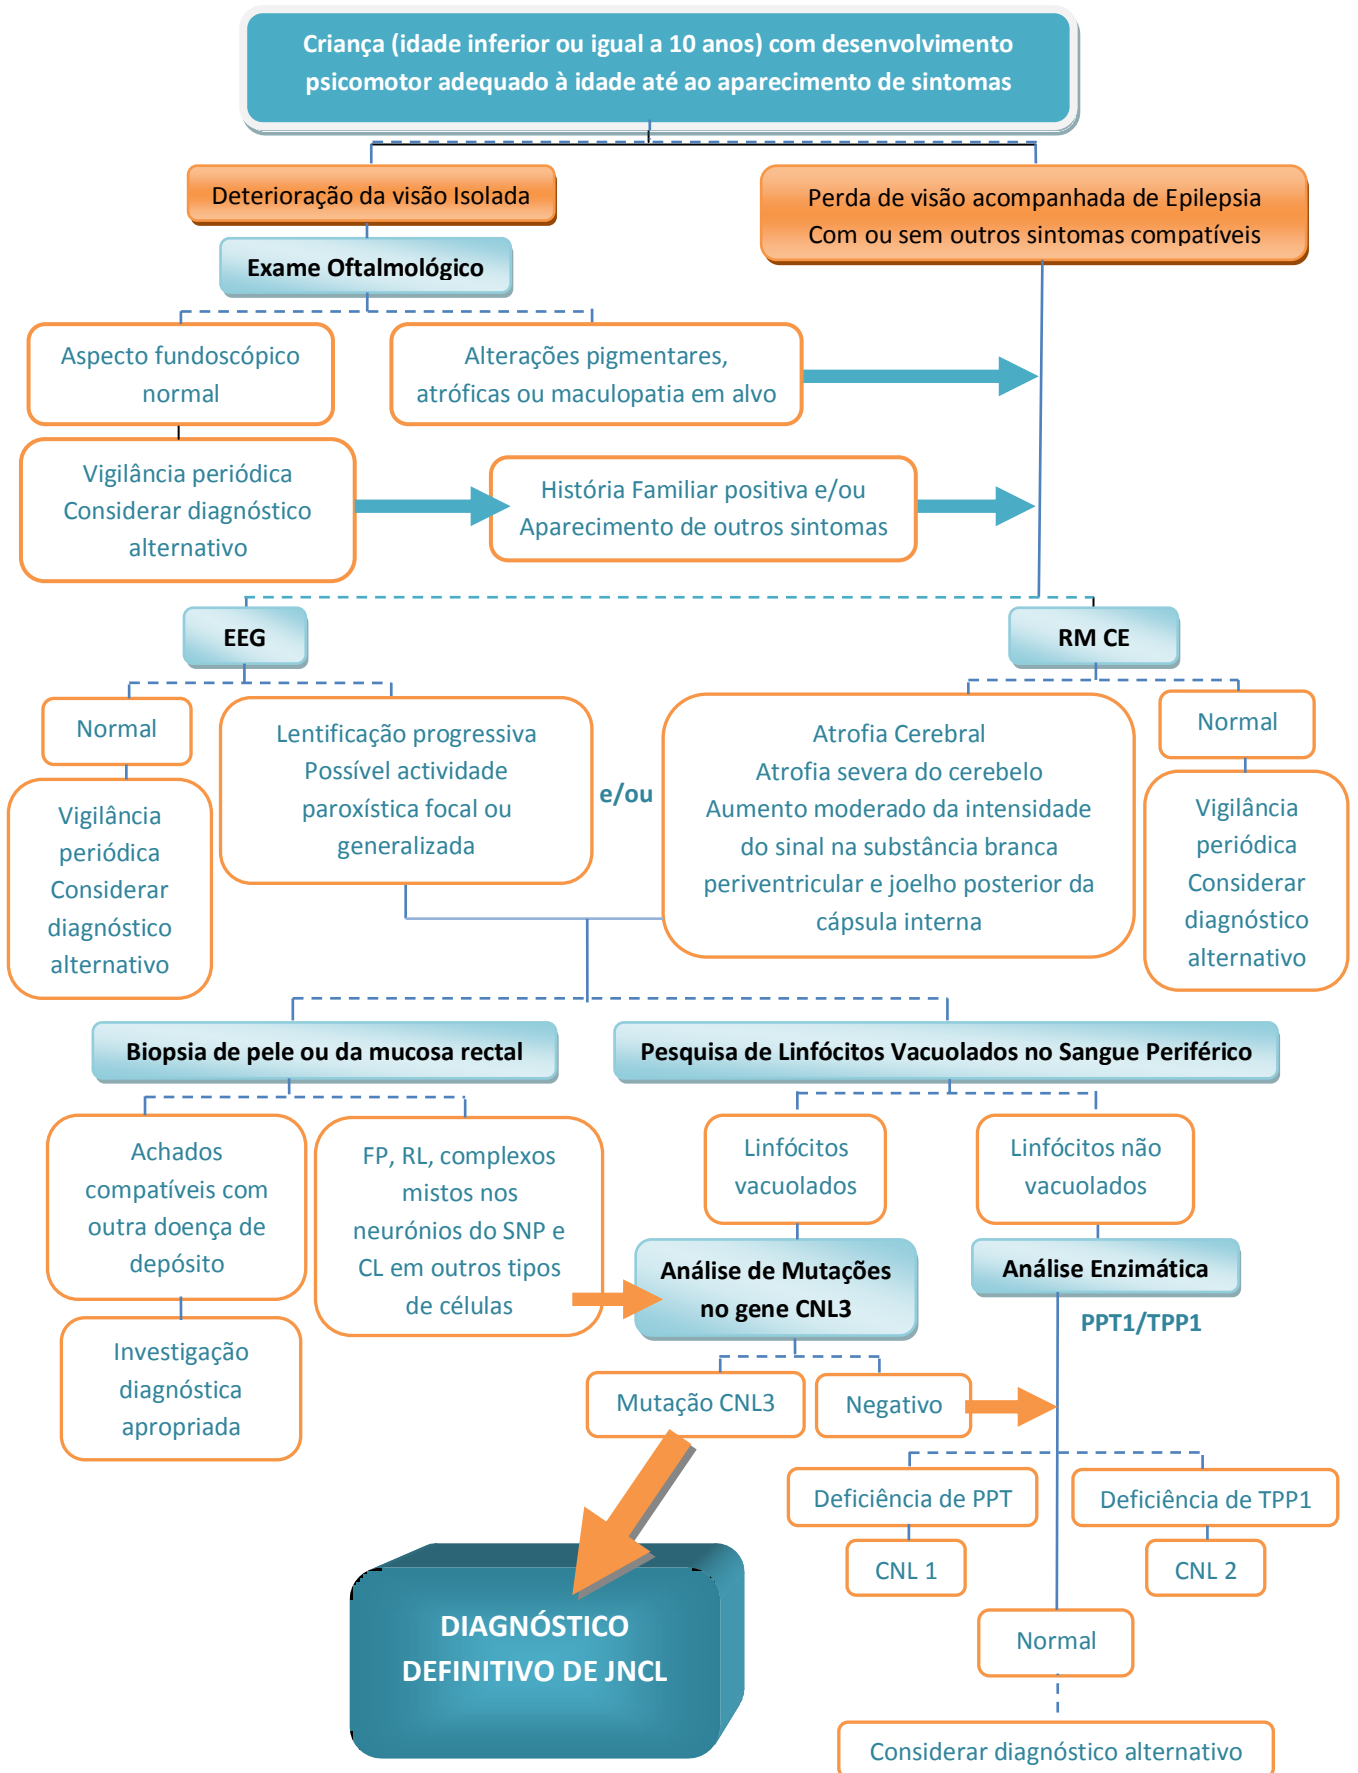 Criança (idade inferior ou igual a 10 anos) com desenvolvimento
psicomotor adequado à idade até ao aparecimento de sintomas
Deterioração da visão Isolada
Perda de visão acompanhada de Epilepsia
Com ou sem outros sintomas compatíveis
Exame Oftalmológico
Aspecto fundoscópico
normal
Alterações pigmentares,
atróficas ou maculopatia em alvo
Vigilância periódica
Considerar diagnóstico
alternativo
História Familiar positiva e/ou
Aparecimento de outros sintomas
EEG
RM CE
Normal
Lentificação progressiva
Possível actividade
paroxística focal ou
generalizada
e/ou
Atrofia Cerebral
Atrofia severa do cerebelo
Aumento moderado da intensidade
do sinal na substância branca
periventricular e joelho posterior da
cápsula interna
Normal
Vigilância
periódica
Considerar
diagnóstico
alternativo
Vigilância
periódica
Considerar
diagnóstico
alternativo
Biopsia de pele ou da mucosa rectal
Pesquisa de Linfócitos Vacuolados no Sangue Periférico
Achados
compatíveis com
outra doença de
depósito
FP, RL, complexos
mistos nos
neurónios do SNP e
CL em outros tipos
de células
Linfócitos
vacuolados
Linfócitos não
vacuolados
Análise de Mutações
no gene CNL3
Análise Enzimática
PPT1/TPP1
Investigação
diagnóstica
apropriada
Mutação CNL3
Negativo
Deficiência de PPT
Deficiência de TPP1
CNL 1
CNL 2
DIAGNÓSTICO
DEFINITIVO DE JNCL
Normal
Considerar diagnóstico alternativo